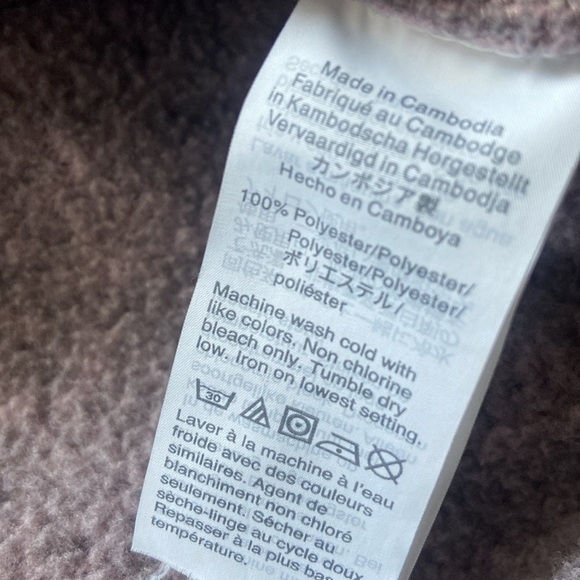 Made in Cambodia
Fabriqué au Cambodge
in Kambodscha Hergestellt
Vervaardigd in Cambodja
カンボジア製
Hecho en Camboya
100% Polyester/Polyester/
Polyester/Polyester/
ポリエステル/
poliéster
Machine wash cold with
like colors. Non chlorine
bleach only. Tumble dry
low. Iron on lowest setting.
30
Laver à la machine à l'eau
froide avec des couleurs
similaires. Agent de
blanchiment non chloré
seulement. Sécher au
sèche-linge au cycle doux
Repasser à la plus bas
température.